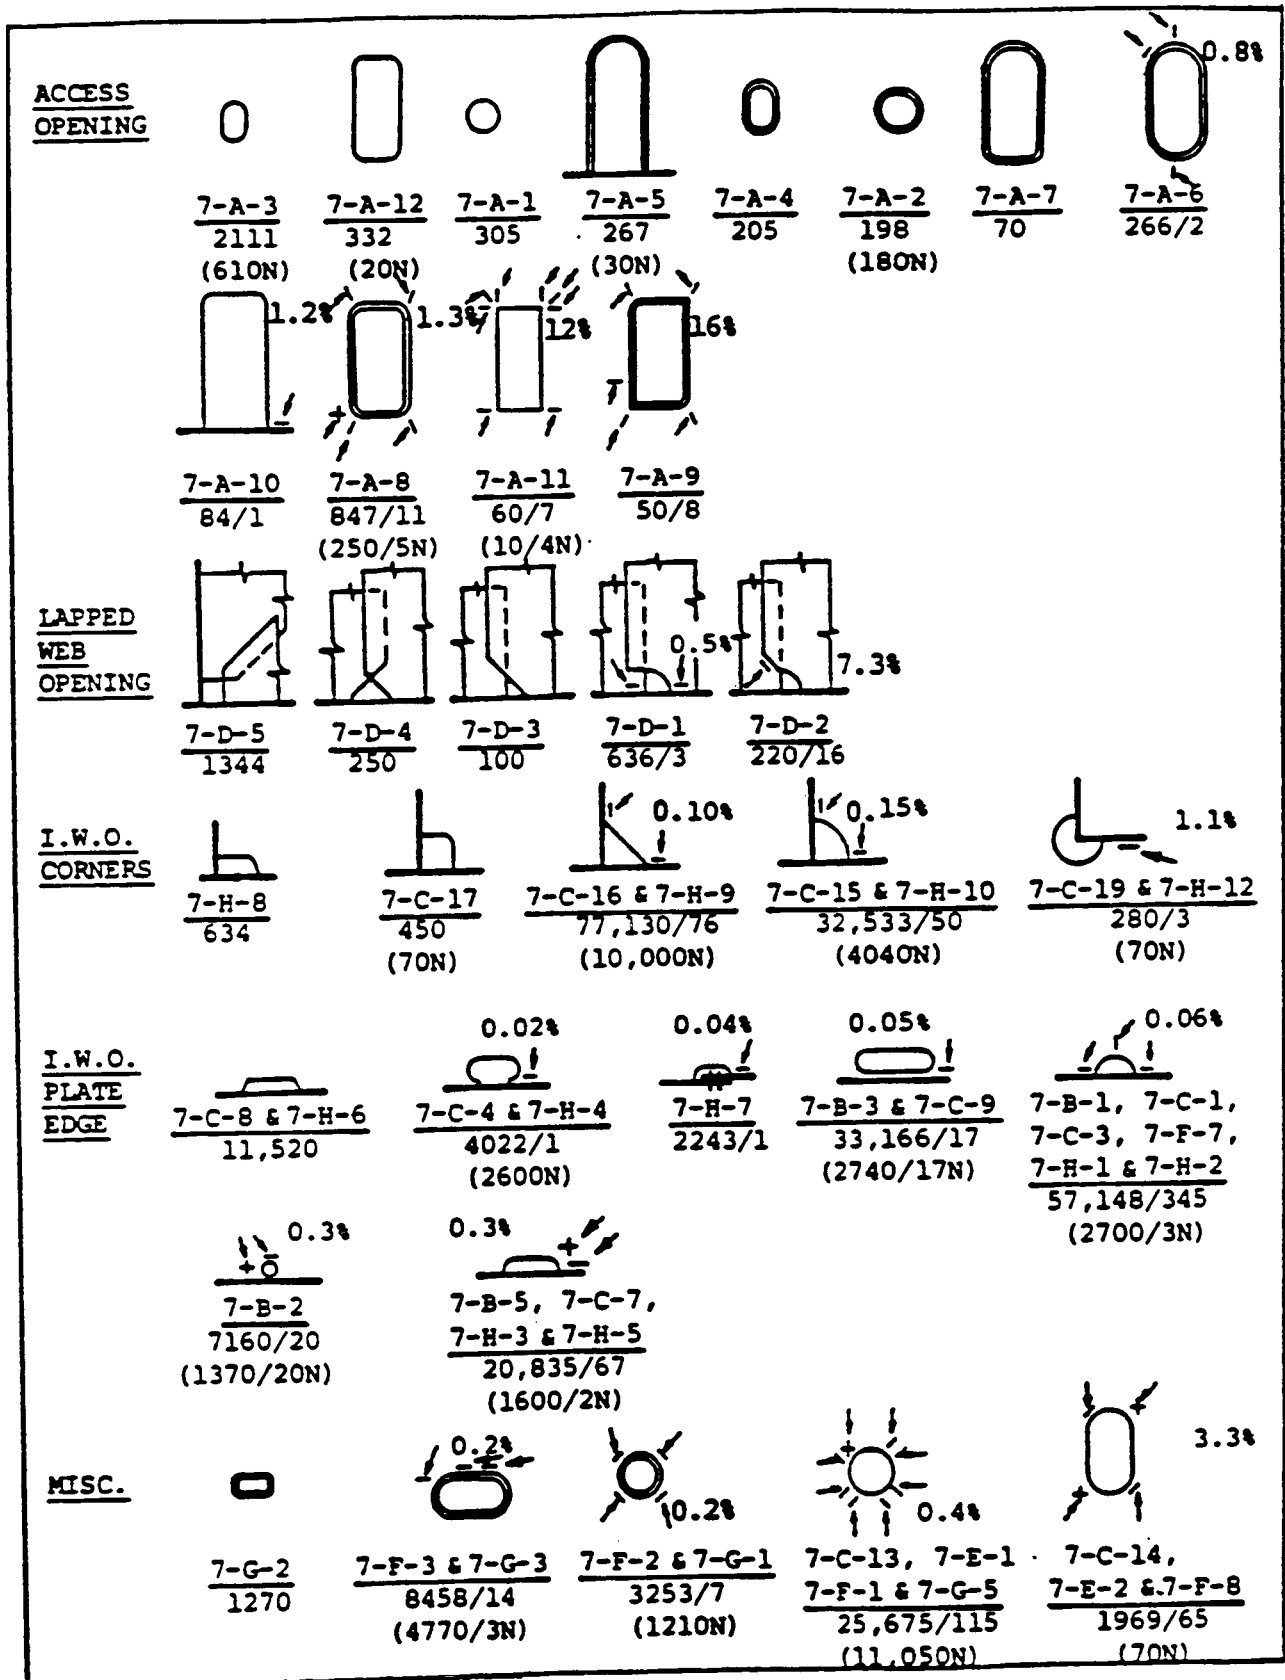 0.8%
ACCESS
OPENING
7-A-3 7-A-12 7-A-1 7-A-5 7-A-4 7-A-2 7-A-7 7-A-6
2111 332 305 267 205 198 70 266/2
(610N) (20N) (30N) (180N)
1.2% 1.3% 12% 16%
7-A-10 7-A-8 7-A-11 7-A-9
84/1 847/11 60/7 50/8
(250/5N) (10/4N)
LAPPED
WEB
OPENING
0.5% 7.3%
7-D-5 7-D-4 7-D-3 7-D-1 7-D-2
1344 250 100 636/3 220/16
I.W.O.
CORNERS
0.10% 0.15% 1.1%
7-H-8 7-C-17 7-C-16 & 7-H-9 7-C-15 & 7-H-10 7-C-19 & 7-H-12
634 450 77,130/76 32,533/50 280/3
(70N) (10,000N) (4040N) (70N)
I.W.O.
PLATE
EDGE
0.02% 0.04% 0.05% 0.06%
7-C-8 & 7-H-6 7-C-4 & 7-H-4 7-H-7 7-B-3 & 7-C-9 7-B-1, 7-C-1,
7-C-3, 7-F-7,
7-H-1 & 7-H-2
11,520 4022/1 2243/1 33,166/17 57,148/345
(2600N) (2740/17N) (2700/3N)
0.3% 0.3%
7-B-2 7-B-5, 7-C-7,
7-H-3 & 7-H-5
7160/20 20,835/67
(1370/20N) (1600/2N)
MISC.
0.2% 0.2% 0.4% 3.3%
7-G-2 7-F-3 & 7-G-3 7-F-2 & 7-G-1 7-C-13, 7-E-1 7-C-14,
7-F-1 & 7-G-5 7-E-2 & 7-F-8
1270 8458/14 3253/7 25,675/115 1969/65
(4770/3N) (1210N) (11,050N) (70N)